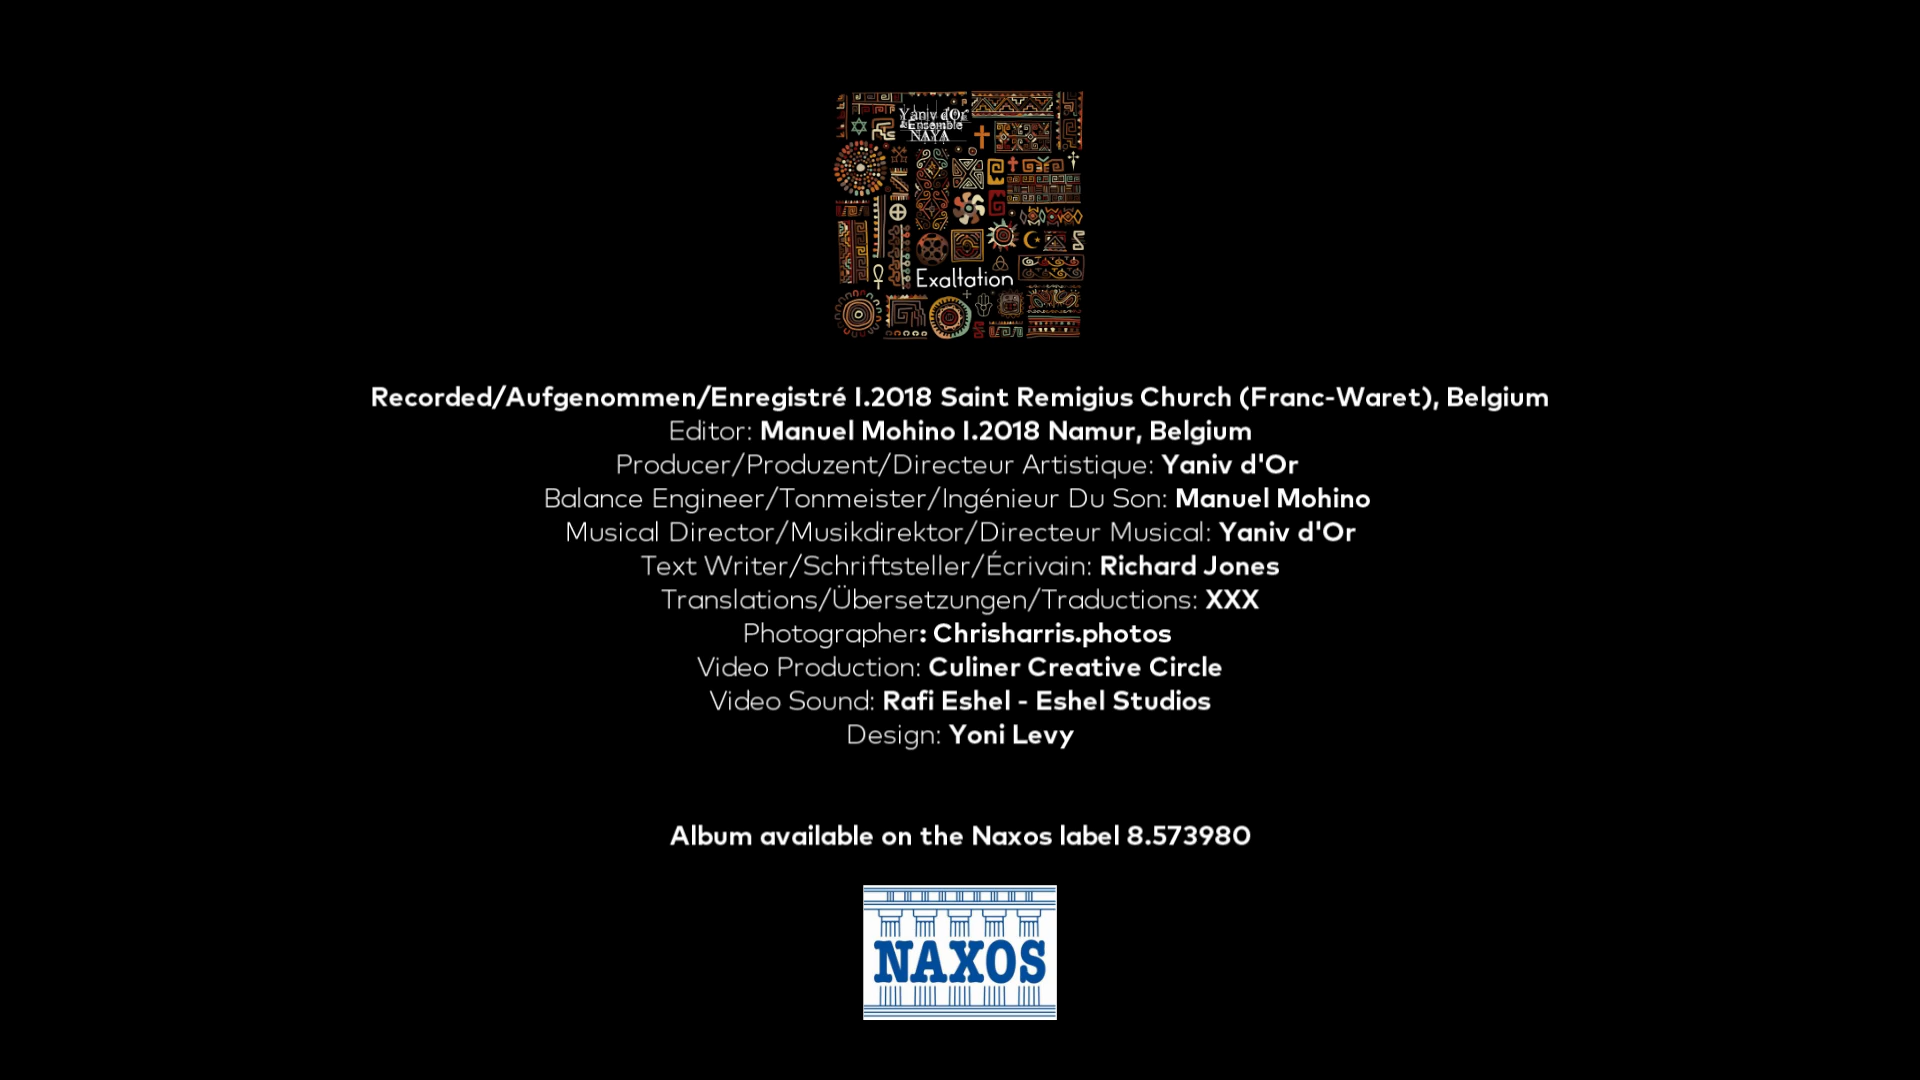 Yaniv d'Or
& Ensemble
NAYA
Exaltation
Recorded/Aufgenommen/Enregistré I.2018 Saint Remigius Church (Franc-Waret), Belgium
Editor: Manuel Mohino I.2018 Namur, Belgium
Producer/Produzent/Directeur Artistique: Yaniv d'Or
Balance Engineer/Tonmeister/Ingénieur Du Son: Manuel Mohino
Musical Director/Musikdirektor/Directeur Musical: Yaniv d'Or
Text Writer/Schriftsteller/Écrivain: Richard Jones
Translations/Übersetzungen/Traductions: XXX
Photographer: Chrisharris.photos
Video Production: Culiner Creative Circle
Video Sound: Rafi Eshel - Eshel Studios
Design: Yoni Levy
Album available on the Naxos label 8.573980
NAXOS